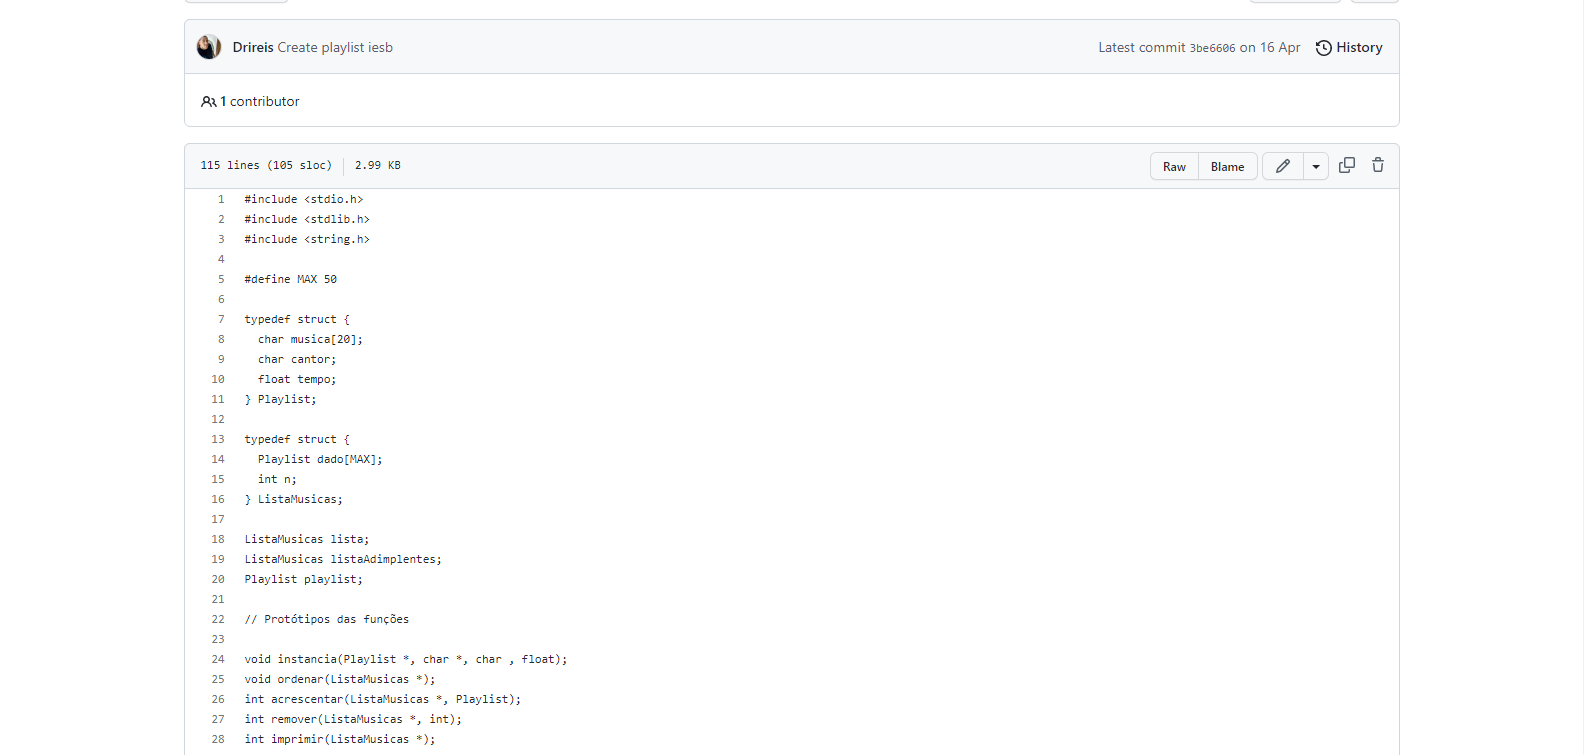 Drireis Create playlist iesb
Latest commit 3be6606 on 16 Apr
History
1 contributor
115 lines (105 sloc)
2.99 KB
Raw
Blame
1 #include <stdio.h>
2 #include <stdlib.h>
3 #include <string.h>
4
5 #define MAX 50
6
7 typedef struct {
8 char musica[20];
9 char cantor;
10 float tempo;
11 } Playlist;
12
13 typedef struct {
14 Playlist dado[MAX];
15 int n;
16 } ListaMusicas;
17
18 ListaMusicas lista;
19 ListaMusicas listaAdimplentes;
20 Playlist playlist;
21
22 // Protótipos das funções
23
24 void instancia(Playlist *, char *, char , float);
25 void ordenar(ListaMusicas *);
26 int acrescentar(ListaMusicas *, Playlist);
27 int remover(ListaMusicas *, int);
28 int imprimir(ListaMusicas *);